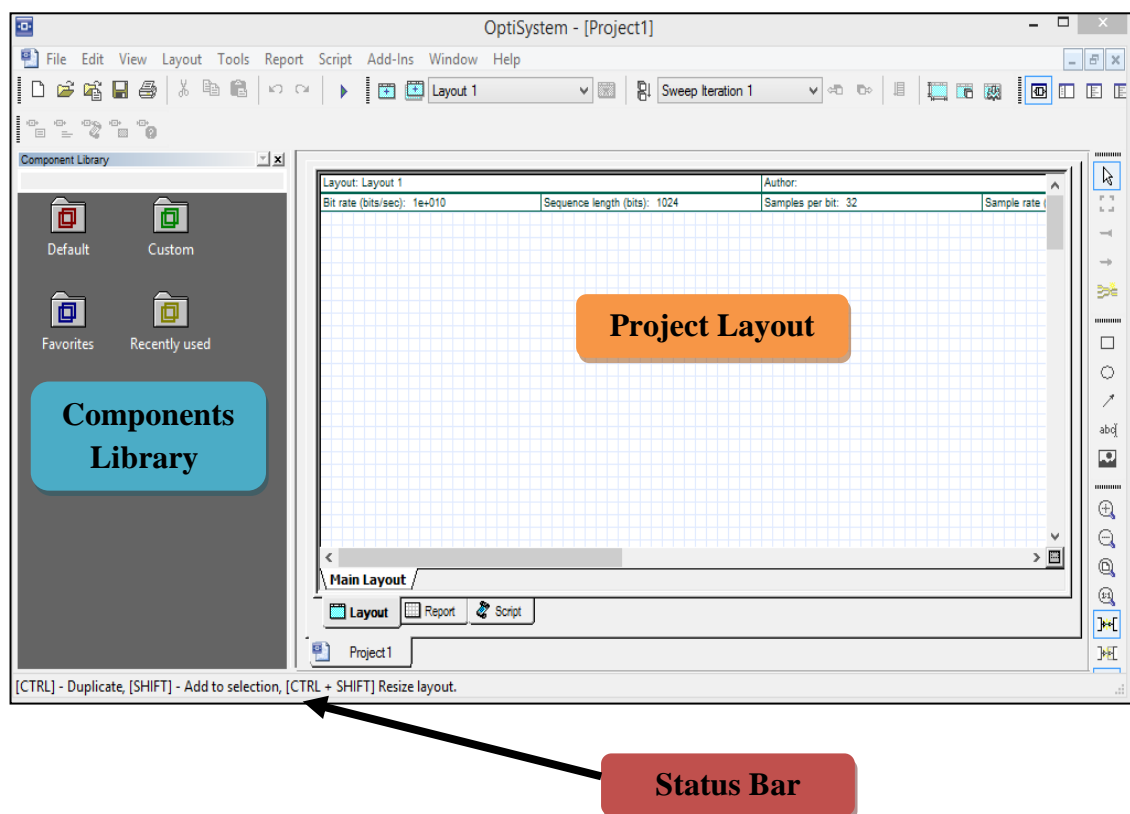 OptiSystem - [Project1]
File Edit View Layout Tools Report Script Add-Ins Window Help
Layout 1
Sweep Iteration 1
Component Library
Default
Custom
Favorites
Recently used
Components
Library
Layout: Layout 1
Author:
Bit rate (bits/sec): 1e+010
Sequence length (bits): 1024
Samples per bit: 32
Sample rate (
Project Layout
abc
1:1
Main Layout
Layout
Report
Script
Project1
[CTRL] - Duplicate, [SHIFT] - Add to selection, [CTRL + SHIFT] Resize layout.
Status Bar